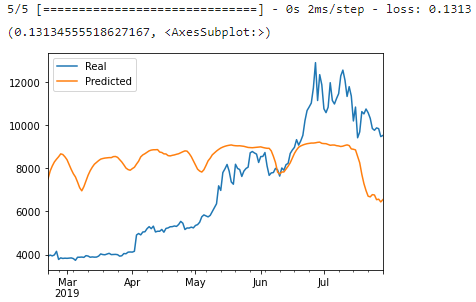 5/5 [==============================] - 0s 2ms/step - loss: 0.1313
(0.13134555518627167, <AxesSubplot:>)
Real
Predicted
12000
10000
8000
6000
4000
Mar Apr May Jun Jul
2019